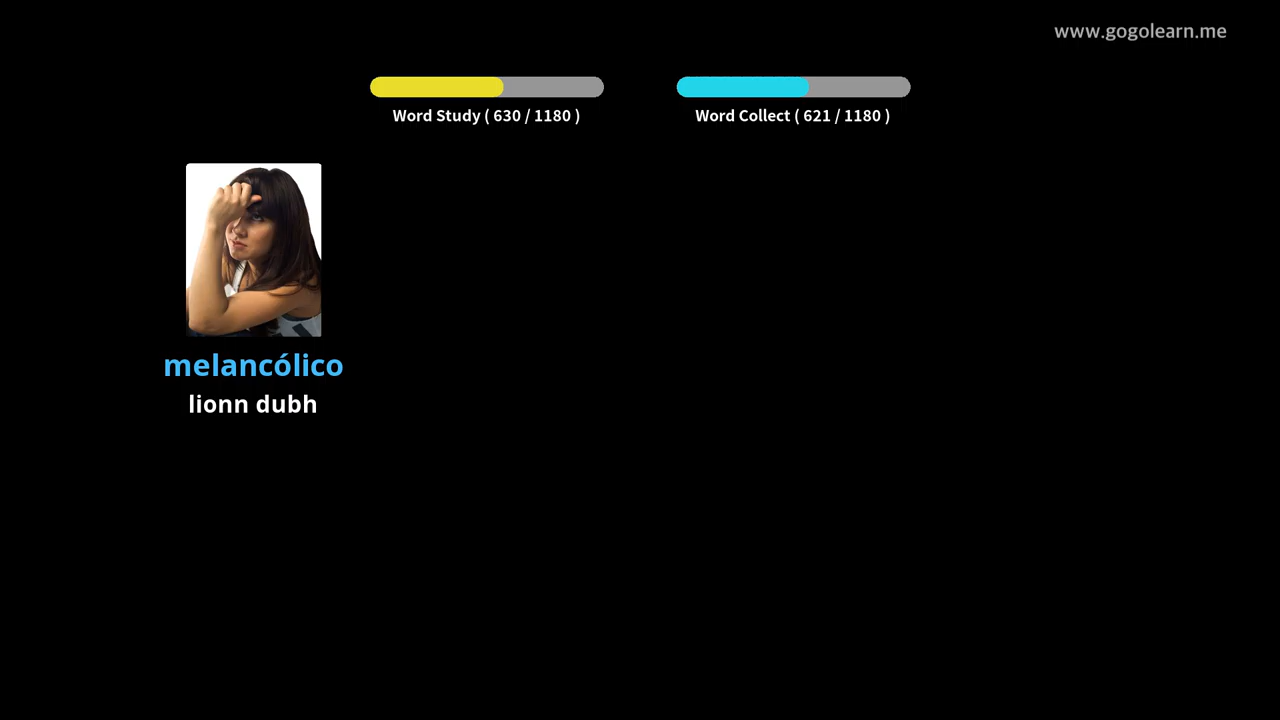 www.gogolearn.me
Word Study ( 630 / 1180 )
Word Collect ( 621 / 1180 )
melancólico
lionn dubh